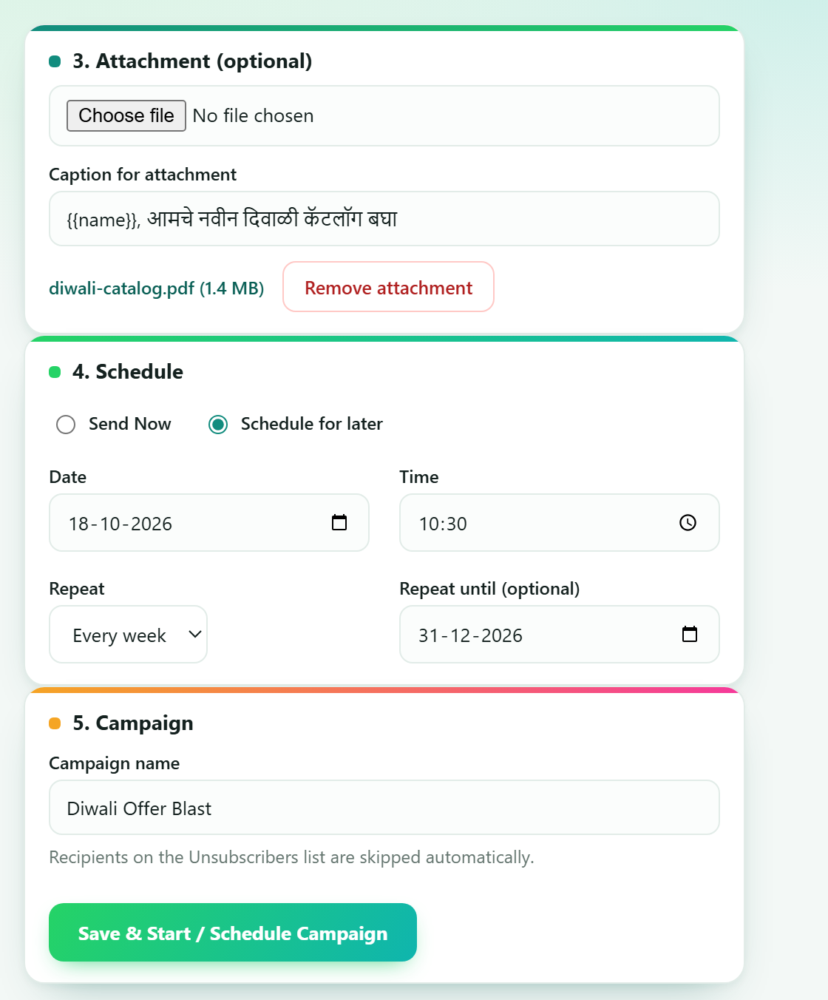 3. Attachment (optional)
Choose file No file chosen
Caption for attachment
{{name}}, आमचे नवीन दिवाळी कॅटलॉग बघा
diwali-catalog.pdf (1.4 MB) Remove attachment
4. Schedule
Send Now Schedule for later
Date Time
18-10-2026 10:30
Repeat Repeat until (optional)
Every week 31-12-2026
5. Campaign
Campaign name
Diwali Offer Blast
Recipients on the Unsubscribers list are skipped automatically.
Save & Start / Schedule Campaign